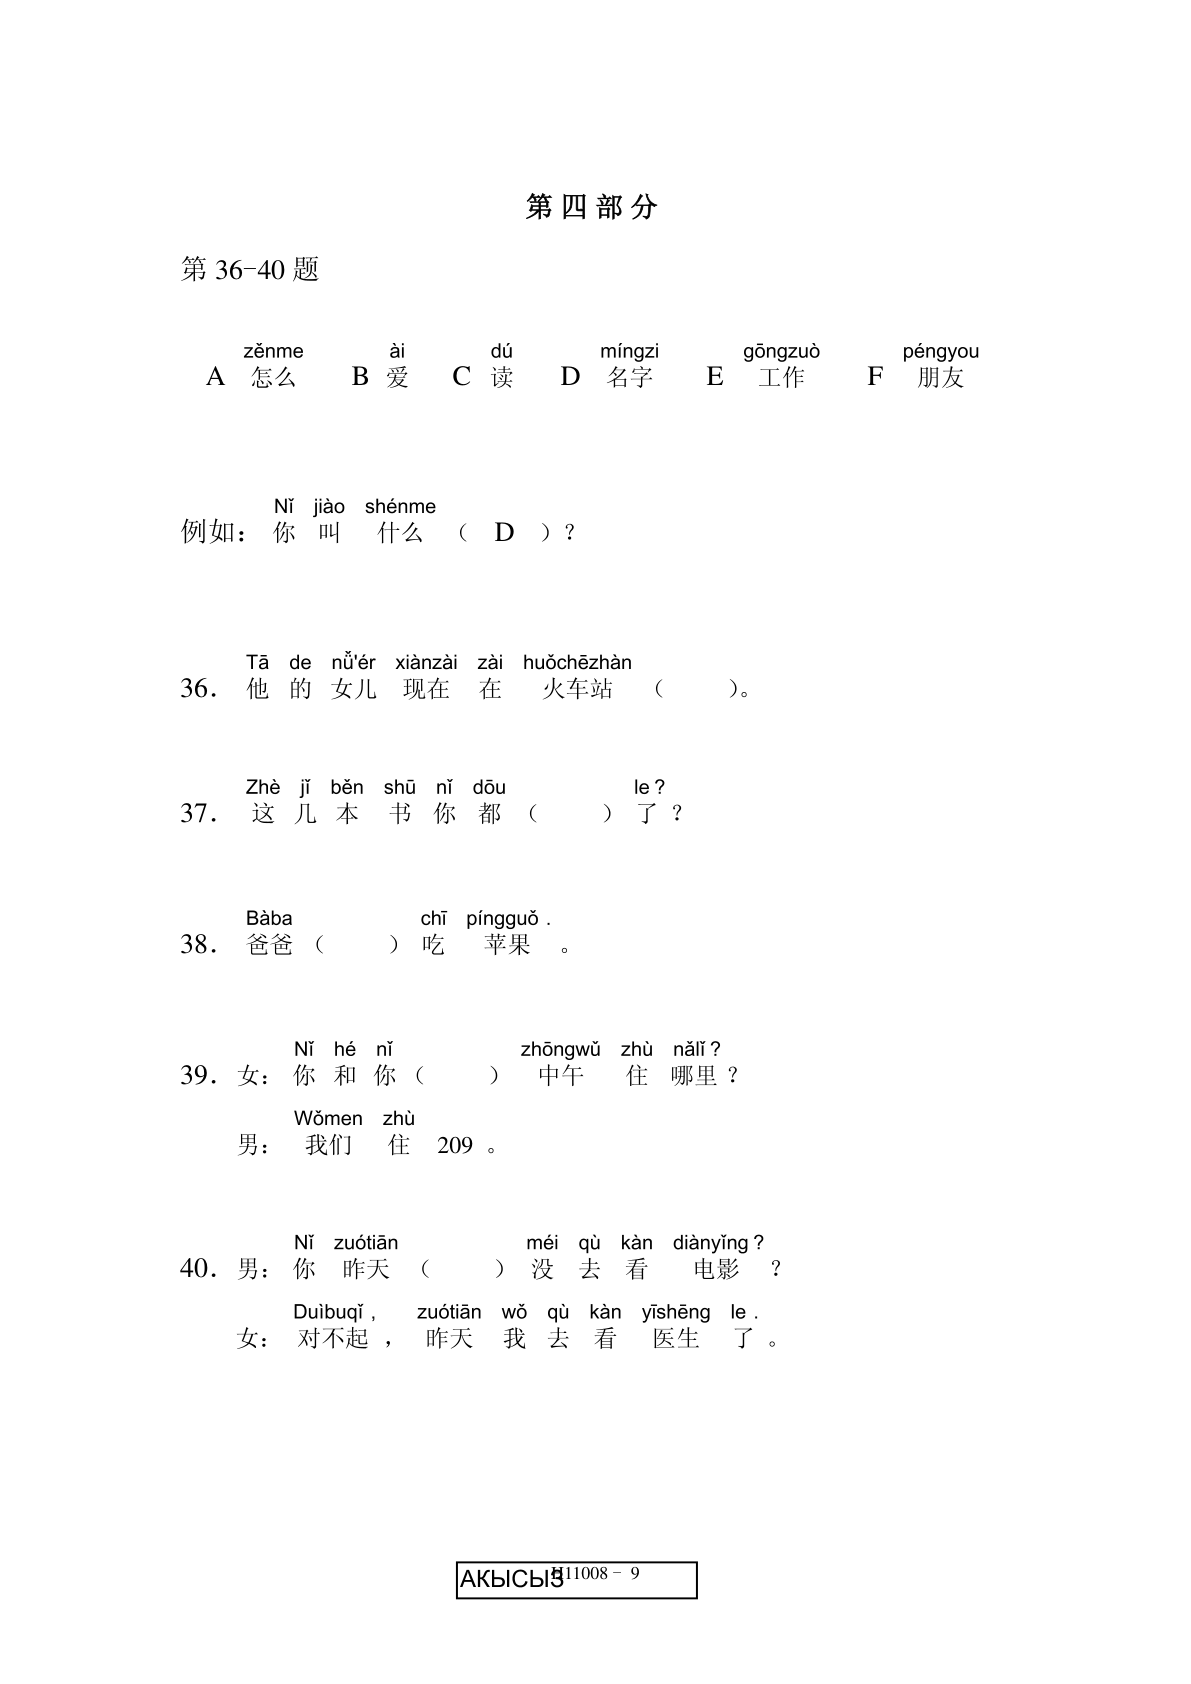 第四部分
第 36-40 题
zěnme ài dú míngzi gōngzuò péngyou
A 怎么 B 爱 C 读 D 名字 E 工作 F 朋友
Nǐ jiào shénme
例如： 你 叫 什么 （ D ）？
Tā de nǚ'ér xiànzài zài huǒchēzhàn
36． 他 的 女儿 现在 在 火车站 （ ）。
Zhè jǐ běn shū nǐ dōu le？
37． 这 几 本 书 你 都 （ ） 了 ？
Bàba chī píngguǒ .
38． 爸爸 （ ） 吃 苹果 。
Nǐ hé nǐ zhōngwǔ zhù nǎlǐ？
39．女： 你 和 你 （ ） 中午 住 哪里 ？
Wǒmen zhù
男： 我们 住 209 。
Nǐ zuótiān méi qù kàn diànyǐng？
40．男： 你 昨天 （ ） 没 去 看 电影 ？
Duìbuqǐ , zuótiān wǒ qù kàn yīshēng le .
女： 对不起 ， 昨天 我 去 看 医生 了 。
АКЫСЫЗ H11008 - 9